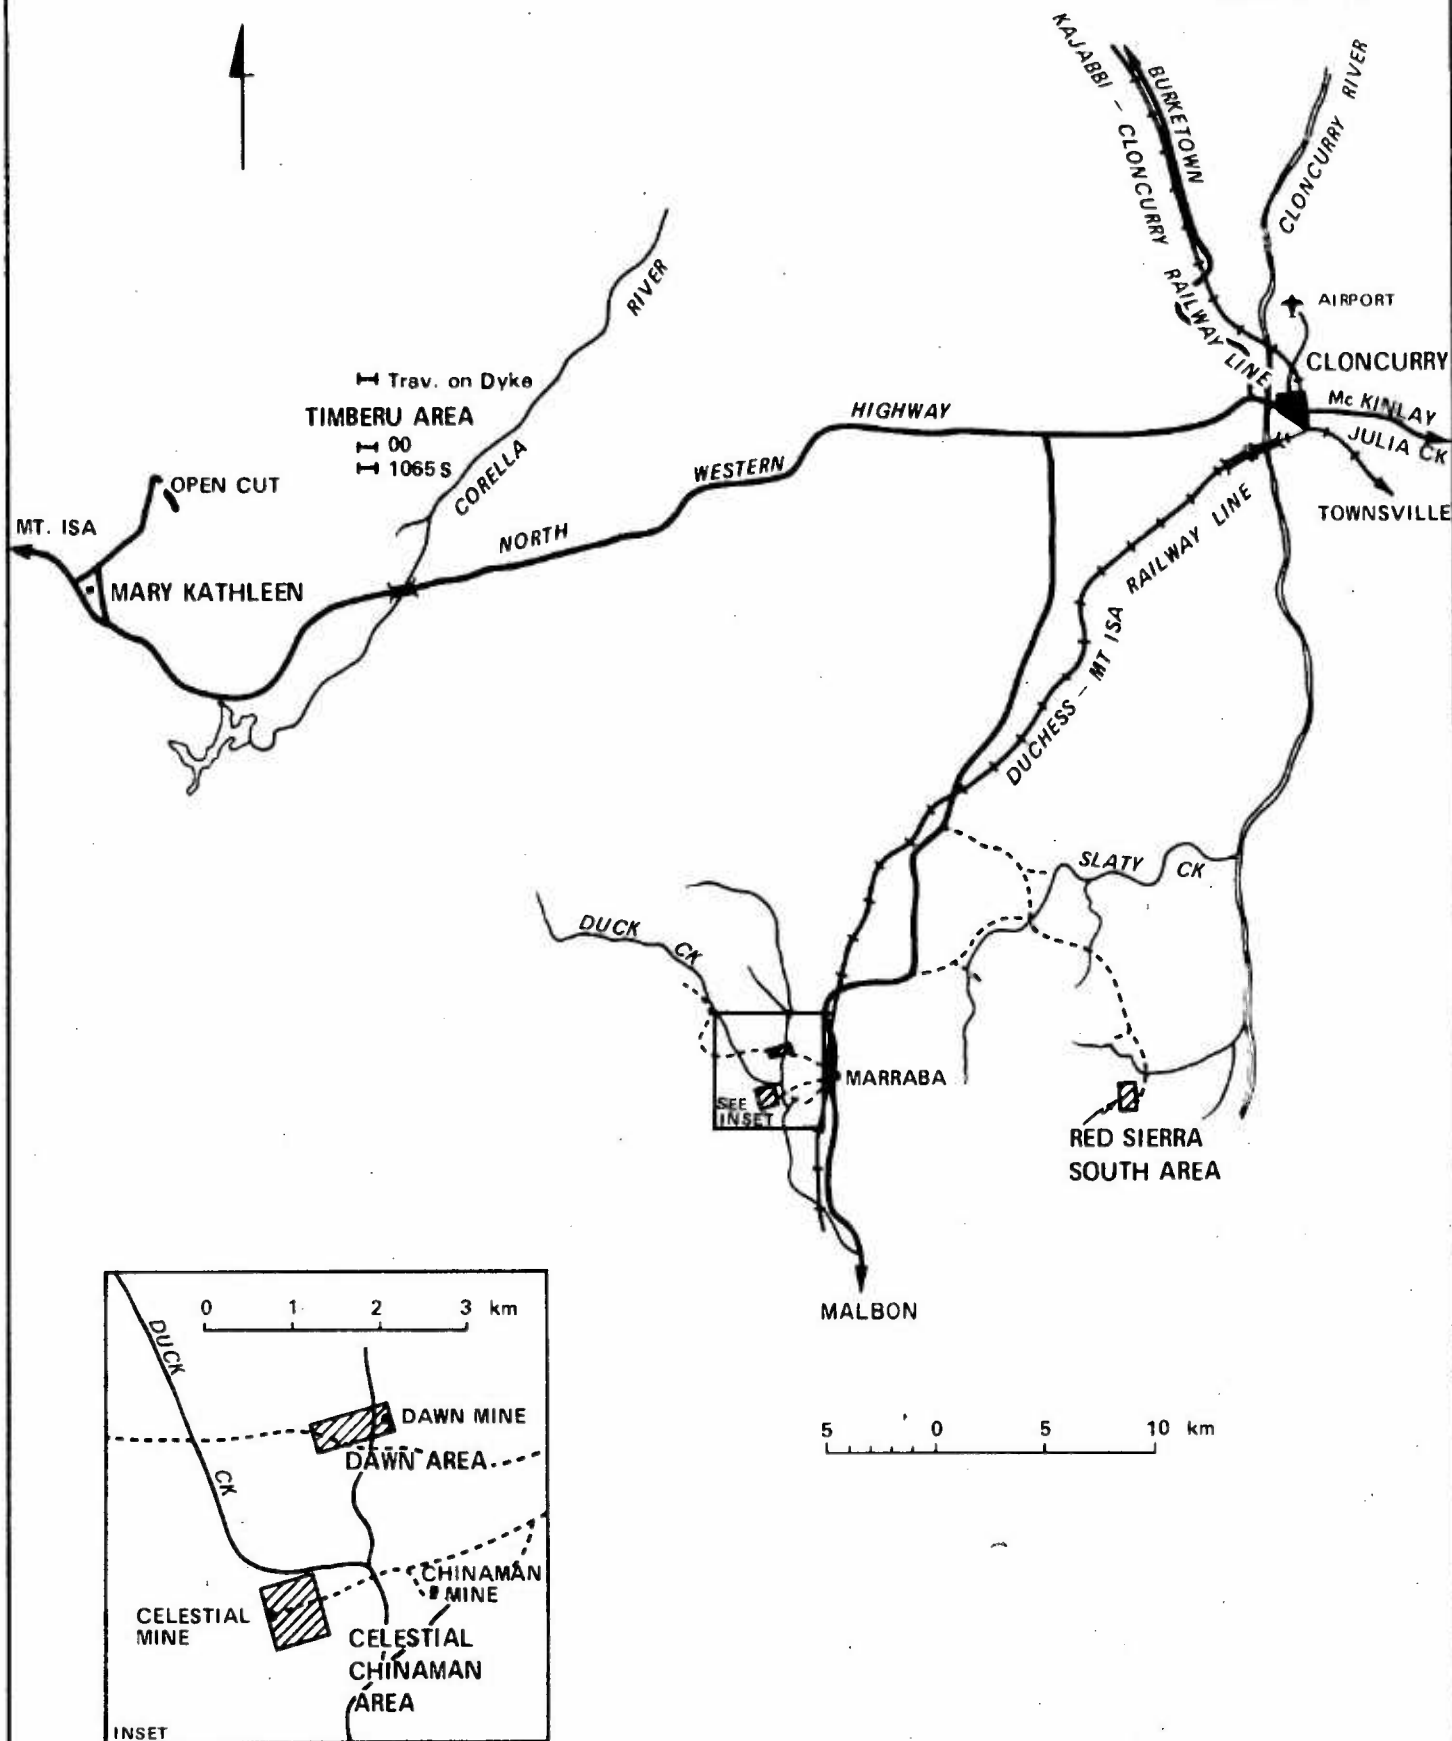 KAJABBI - CLONCURRY RAILWAY LINE
BURKETOWN
CLONCURRY RIVER
AIRPORT
CLONCURRY
Mc KINLAY
JULIA CK
TOWNSVILLE
RIVER
CORELLA
Trav. on Dyke
TIMBERU AREA
00
1065 S
HIGHWAY
WESTERN
NORTH
OPEN CUT
MT. ISA
MARY KATHLEEN
DUCHESS - MT ISA RAILWAY LINE
SLATY CK
DUCK CK
MARRABA
SEE
INSET
RED SIERRA
SOUTH AREA
MALBON
5 0 5 10 km
0 1 2 3 km
DUCK
CK
DAWN MINE
DAWN AREA
CHINAMAN
MINE
CELESTIAL
MINE
CELESTIAL
CHINAMAN
AREA
INSET